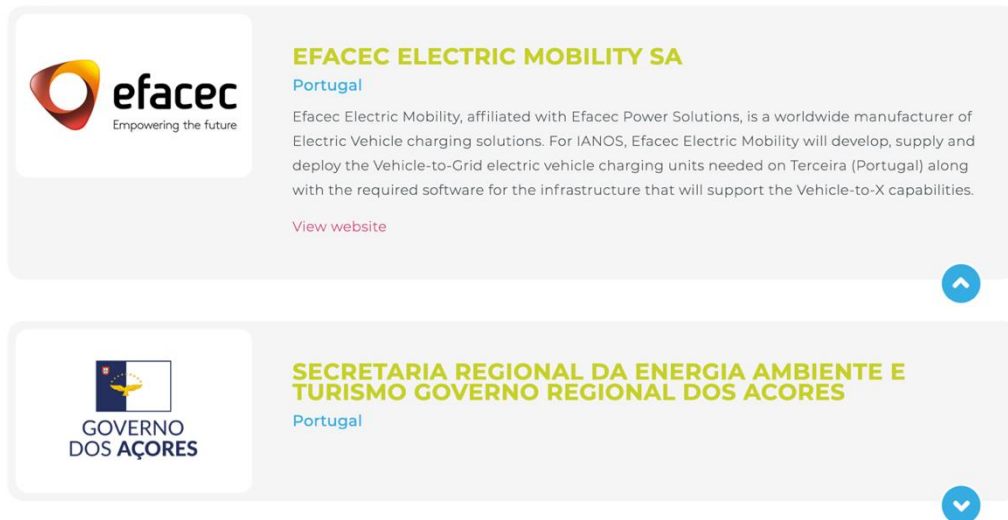 efacec
Empowering the future
EFACEC ELECTRIC MOBILITY SA
Portugal
Efacec Electric Mobility, affiliated with Efacec Power Solutions, is a worldwide manufacturer of
Electric Vehicle charging solutions. For IANOS, Efacec Electric Mobility will develop, supply and
deploy the Vehicle-to-Grid electric vehicle charging units needed on Terceira (Portugal) along
with the required software for the infrastructure that will support the Vehicle-to-X capabilities.
View website
GOVERNO
DOS AÇORES
SECRETARIA REGIONAL DA ENERGIA AMBIENTE E
TURISMO GOVERNO REGIONAL DOS ACORES
Portugal